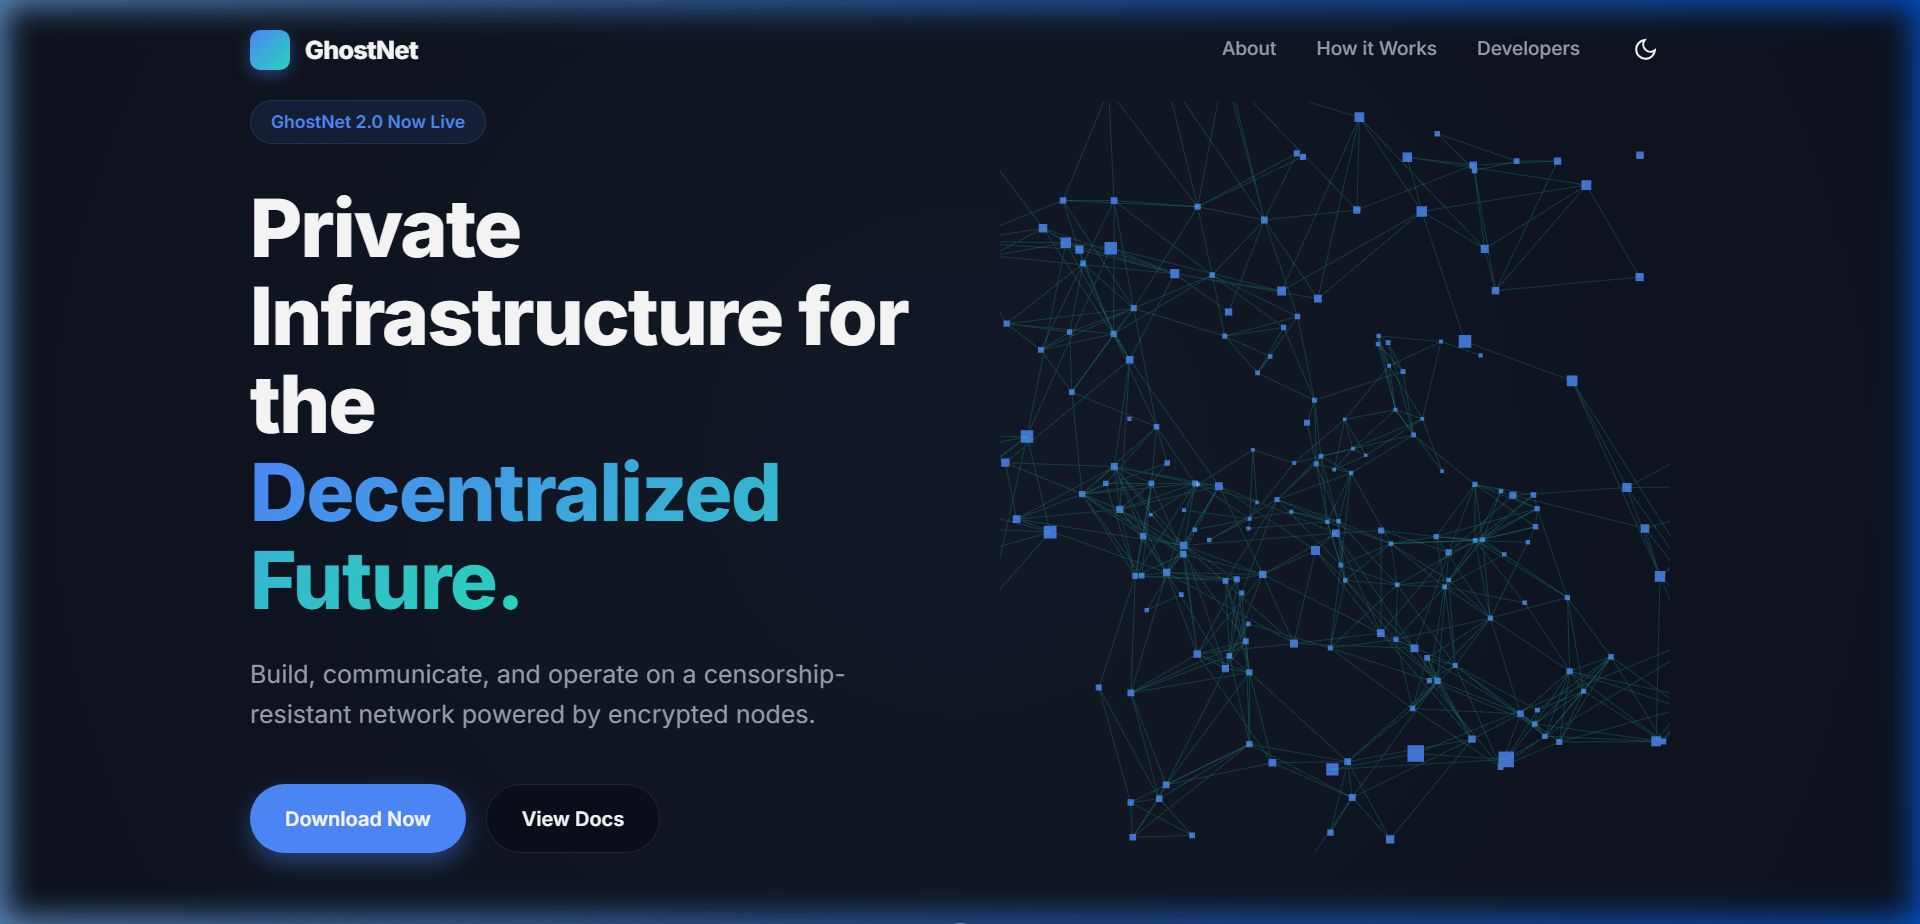 GhostNet
About
How it Works
Developers
GhostNet 2.0 Now Live
Private
Infrastructure for
the
Decentralized
Future.
Build, communicate, and operate on a censorship-
resistant network powered by encrypted nodes.
Download Now
View Docs